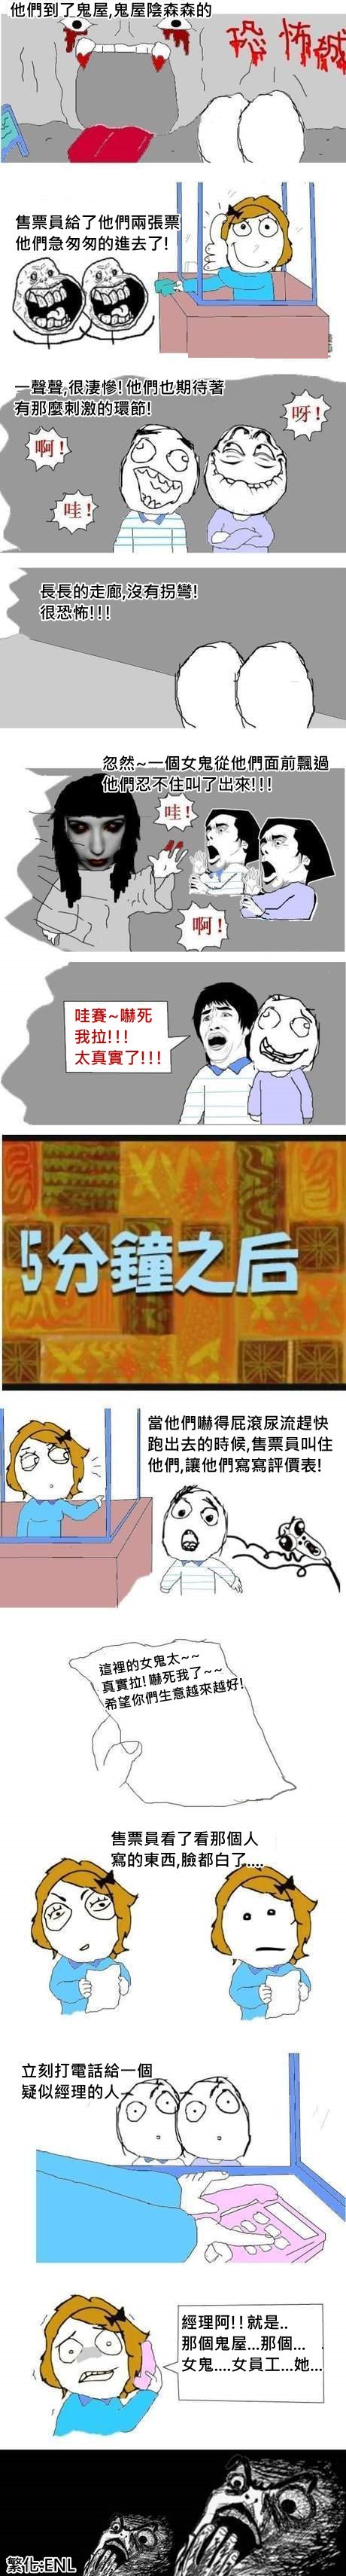 他們到了鬼屋,鬼屋陰森森的
恐怖城
售票員給了他們兩張票
他們急匆匆的進去了!
一聲聲,很淒慘!他們也期待著
有那麼刺激的環節!
呀!
啊!
哇!
長長的走廊,沒有拐彎!
很恐怖!!!
忽然~一個女鬼從他們面前飄過
他們忍不住叫了出來!!!
哇!
啊!
哇賽~嚇死
我拉!!!
太真實了!!!
5分鐘之后
當他們嚇得屁滾尿流趕快
跑出去的時候,售票員叫住
他們,讓他們寫寫評價表!
這裡的女鬼太~~
真實拉!嚇死我了~~
希望你們生意越來越好!
售票員看了看那個人
寫的東西,臉都白了....
立刻打電話給一個
疑似經理的人
經理阿!!就是..
那個鬼屋...那個...
女鬼....女員工...她...
繁化:ENL